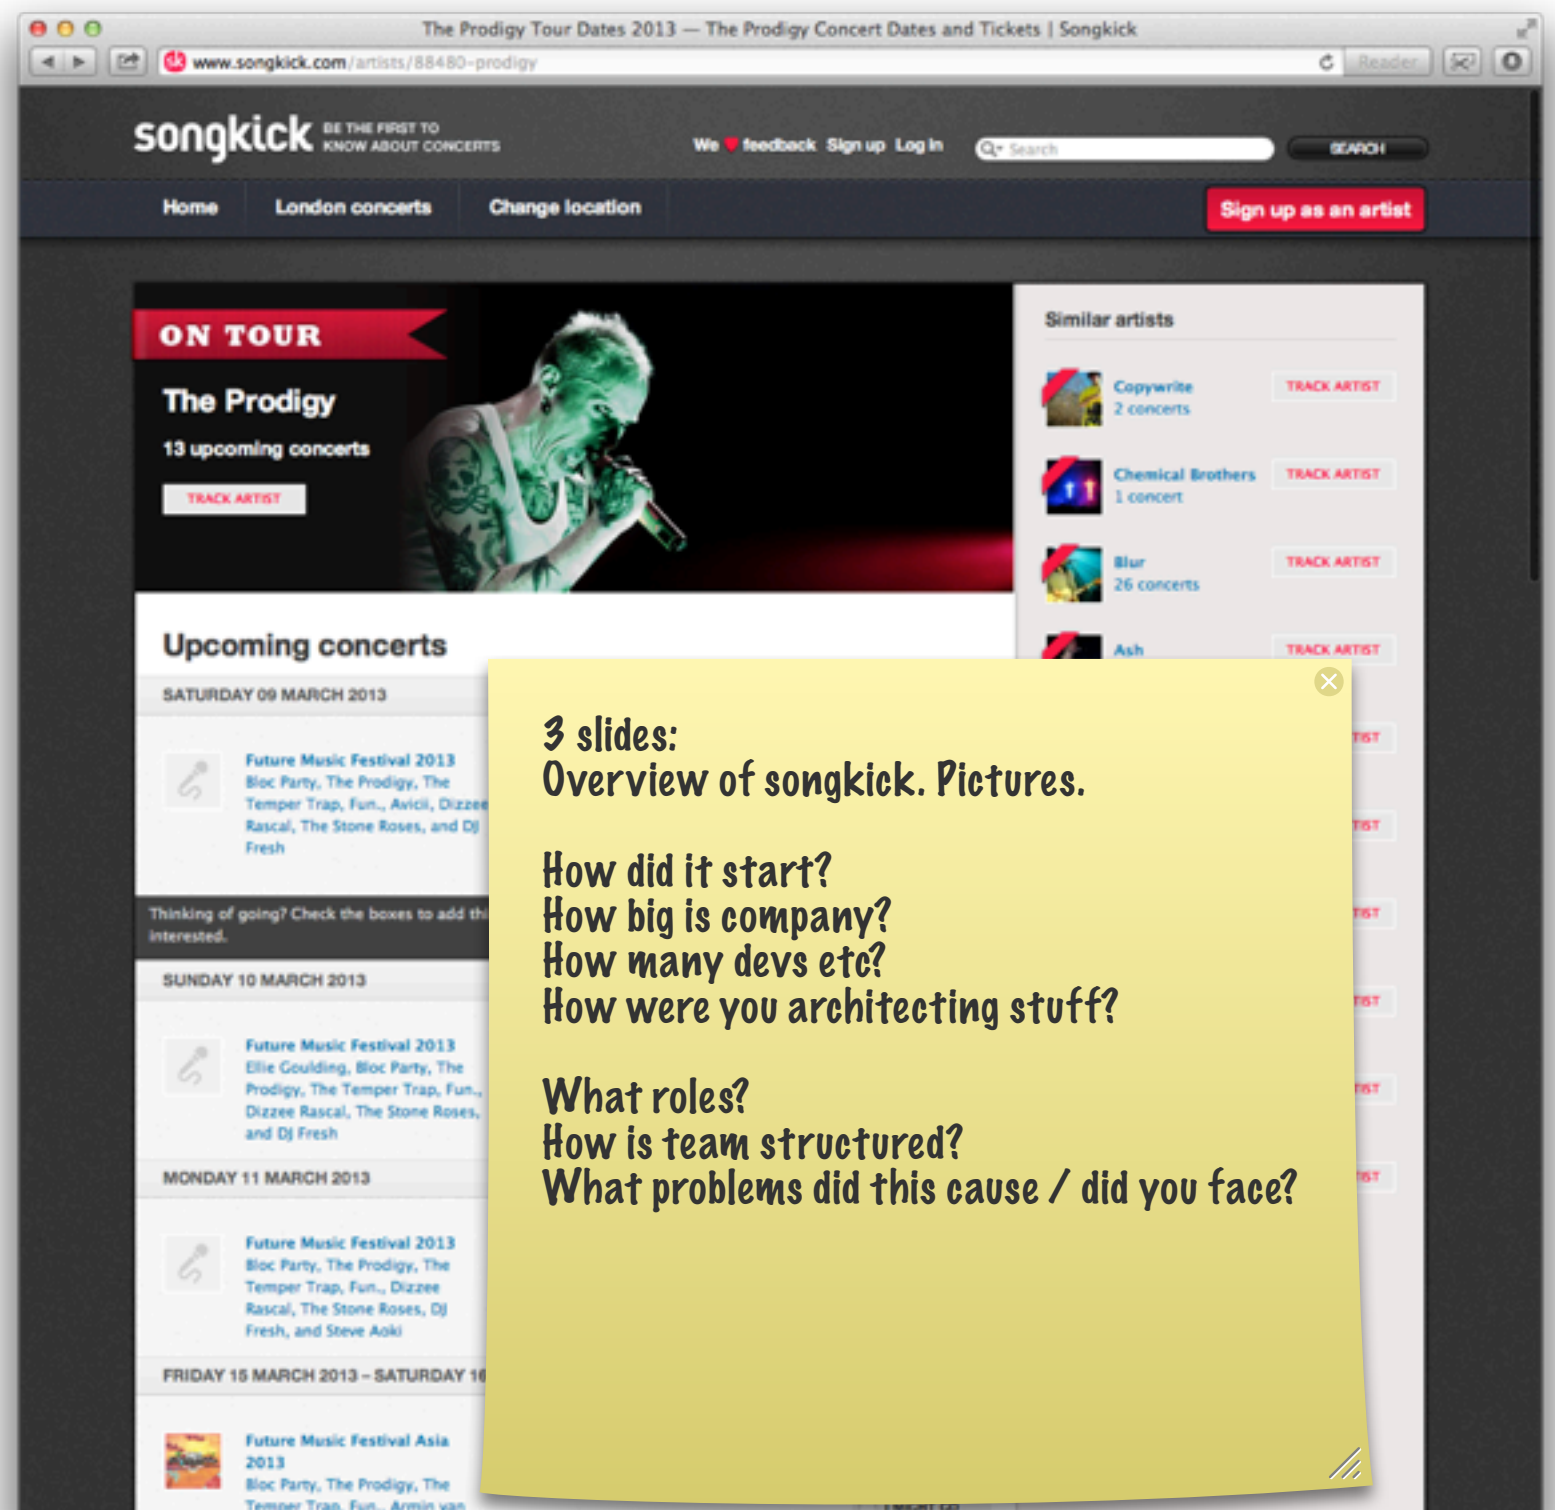 The Prodigy Tour Dates 2013 — The Prodigy Concert Dates and Tickets | Songkick
www.songkick.com/artists/88480-prodigy
Reader
songkick BE THE FIRST TO
KNOW ABOUT CONCERTS
We feedback Sign up Log in
Search
SEARCH
Home
London concerts
Change location
Sign up as an artist
ON TOUR
The Prodigy
13 upcoming concerts
TRACK ARTIST
Similar artists
Copywrite
2 concerts
TRACK ARTIST
Chemical Brothers
1 concert
TRACK ARTIST
Blur
26 concerts
TRACK ARTIST
Ash
TRACK ARTIST
Upcoming concerts
SATURDAY 09 MARCH 2013
Future Music Festival 2013
Bloc Party, The Prodigy, The
Temper Trap, Fun., Avicii, Dizzee
Rascal, The Stone Roses, and DJ
Fresh
Thinking of going? Check the boxes to add
interested.
SUNDAY 10 MARCH 2013
Future Music Festival 2013
Ellie Goulding, Bloc Party, The
Prodigy, The Temper Trap, Fun.,
Dizzee Rascal, The Stone Roses,
and DJ Fresh
MONDAY 11 MARCH 2013
Future Music Festival 2013
Bloc Party, The Prodigy, The
Temper Trap, Fun., Dizzee
Rascal, The Stone Roses, DJ
Fresh, and Steve Aoki
FRIDAY 15 MARCH 2013 – SATURDAY 16
Future Music Festival Asia
2013
Bloc Party, The Prodigy, The
Temper Trap, Fun., Armin van
3 slides:
Overview of songkick. Pictures.
How did it start?
How big is company?
How many devs etc?
How were you architecting stuff?
What roles?
How is team structured?
What problems did this cause / did you face?